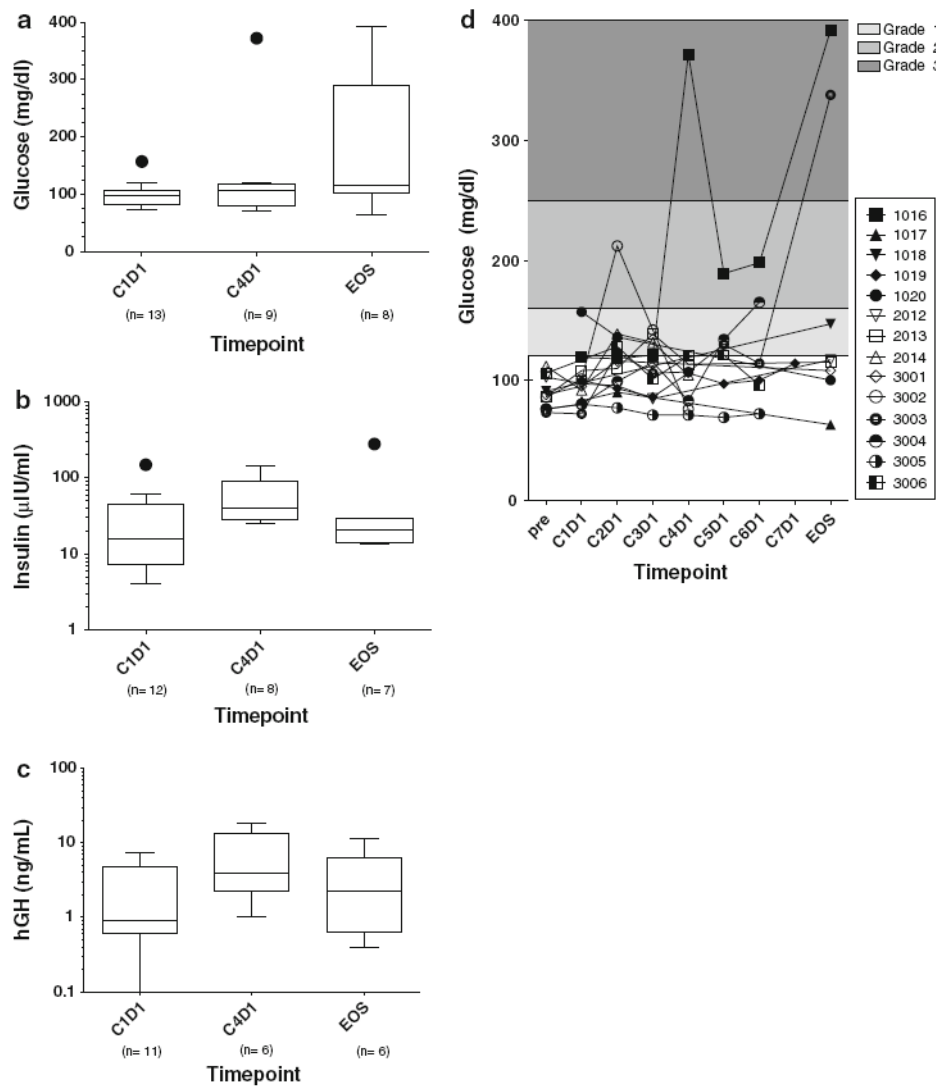 a
400
300
200
100
0
Glucose (mg/dl)
C1D1
C4D1
EOS
(n= 13)
(n= 9)
(n= 8)
Timepoint
b
1000
100
10
1
Insulin (µIU/ml)
C1D1
C4D1
EOS
(n= 12)
(n= 8)
(n= 7)
Timepoint
c
100
10
1
0.1
hGH (ng/mL)
C1D1
C4D1
EOS
(n= 11)
(n= 6)
(n= 6)
Timepoint
d
400
300
200
100
0
Glucose (mg/dl)
pre
C1D1
C2D1
C3D1
C4D1
C5D1
C6D1
C7D1
EOS
Timepoint
Grade 1
Grade 2
Grade 3
1016
1017
1018
1019
1020
2012
2013
2014
3001
3002
3003
3004
3005
3006